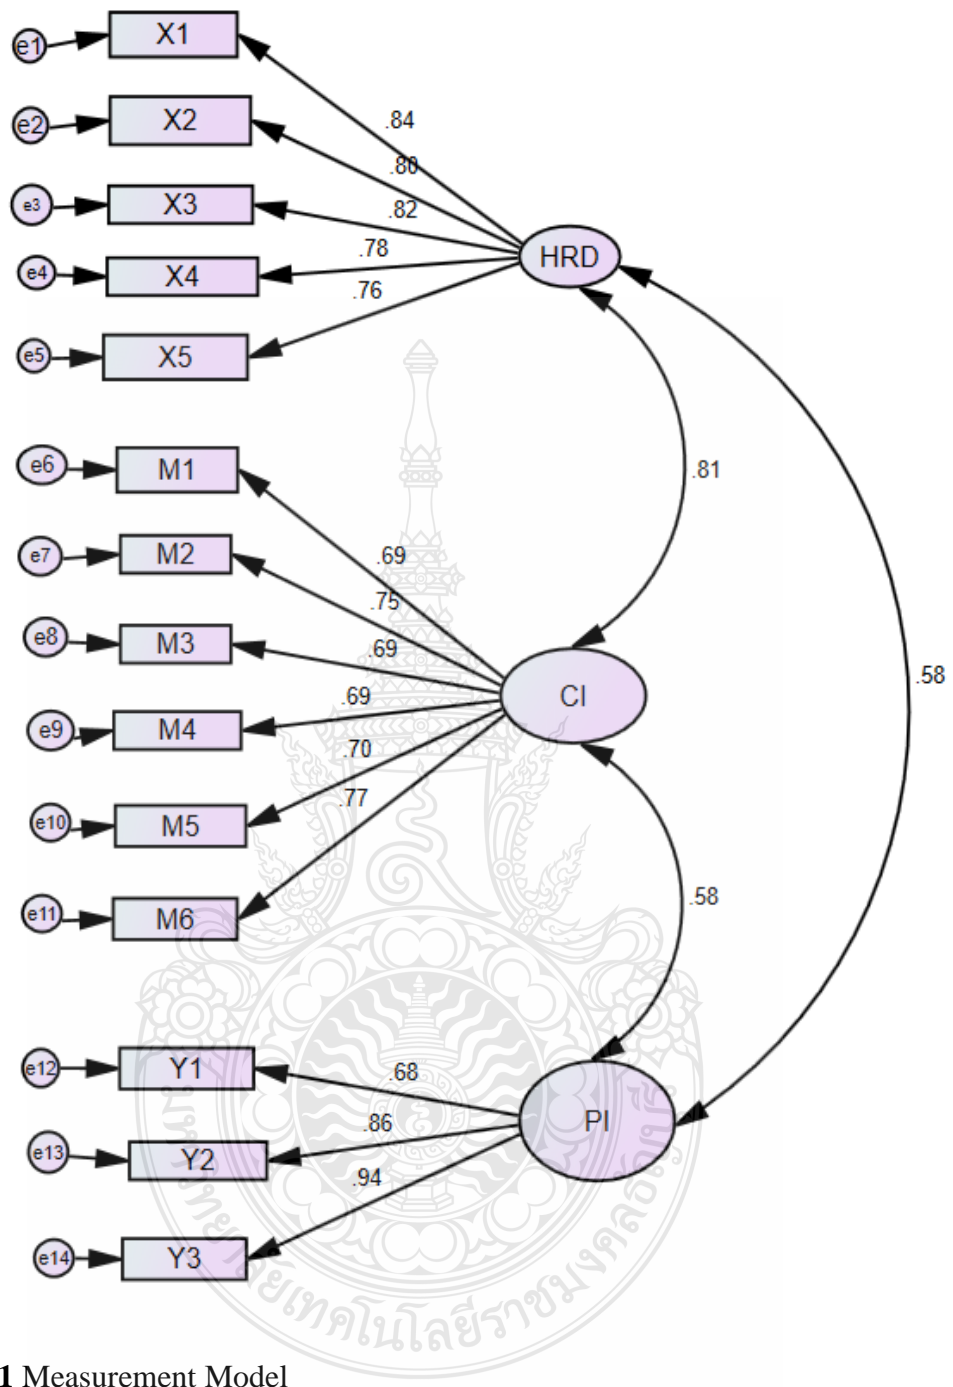 e1 X1
.84
e2 X2
.80
e3 X3
.82
HRD
e4 X4
.78
.76
e5 X5
e6 M1
.81
e7 M2
.69
.75
e8 M3
.69
CI
.58
e9 M4
.69
.70
e10 M5
.77
e11 M6
.58
e12 Y1
.68
PI
.86
e13 Y2
.94
e14 Y3
1 Measurement Model